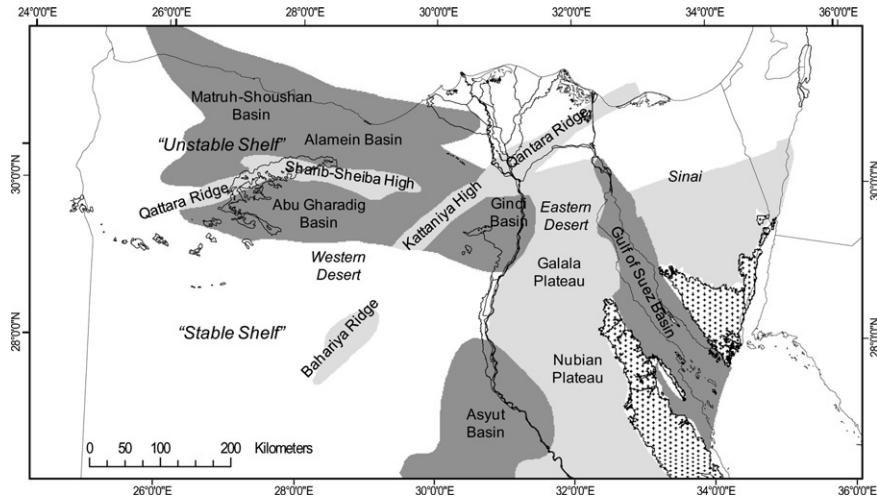 24°0'0"E 26°0'0"E 28°0'0"E 30°0'0"E 32°0'0"E 34°0'0"E 36°0'0"E
Matruh-Shoushan
Basin
"Unstable Shelf"
Alamein Basin
Qantara Ridge
30°0'0"N
30°0'0"N
Sharib-Sheiba High
Sinai
Qattara Ridge
Abu Gharadig
Basin
Kattaniya High
Gindi
Basin
Eastern
Desert
Western
Desert
Galala
Plateau
Gulf of Suez Basin
"Stable Shelf"
28°0'0"N
28°0'0"N
Bahariya Ridge
Nubian
Plateau
Asyut
Basin
0 50 100 200 Kilometers
26°0'0"E 28°0'0"E 30°0'0"E 32°0'0"E 34°0'0"E 36°0'0"E